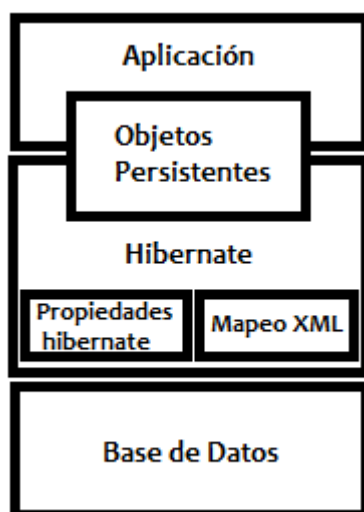 Aplicación
Objetos
Persistentes
Hibernate
Propiedades
hibernate
Mapeo XML
Base de Datos